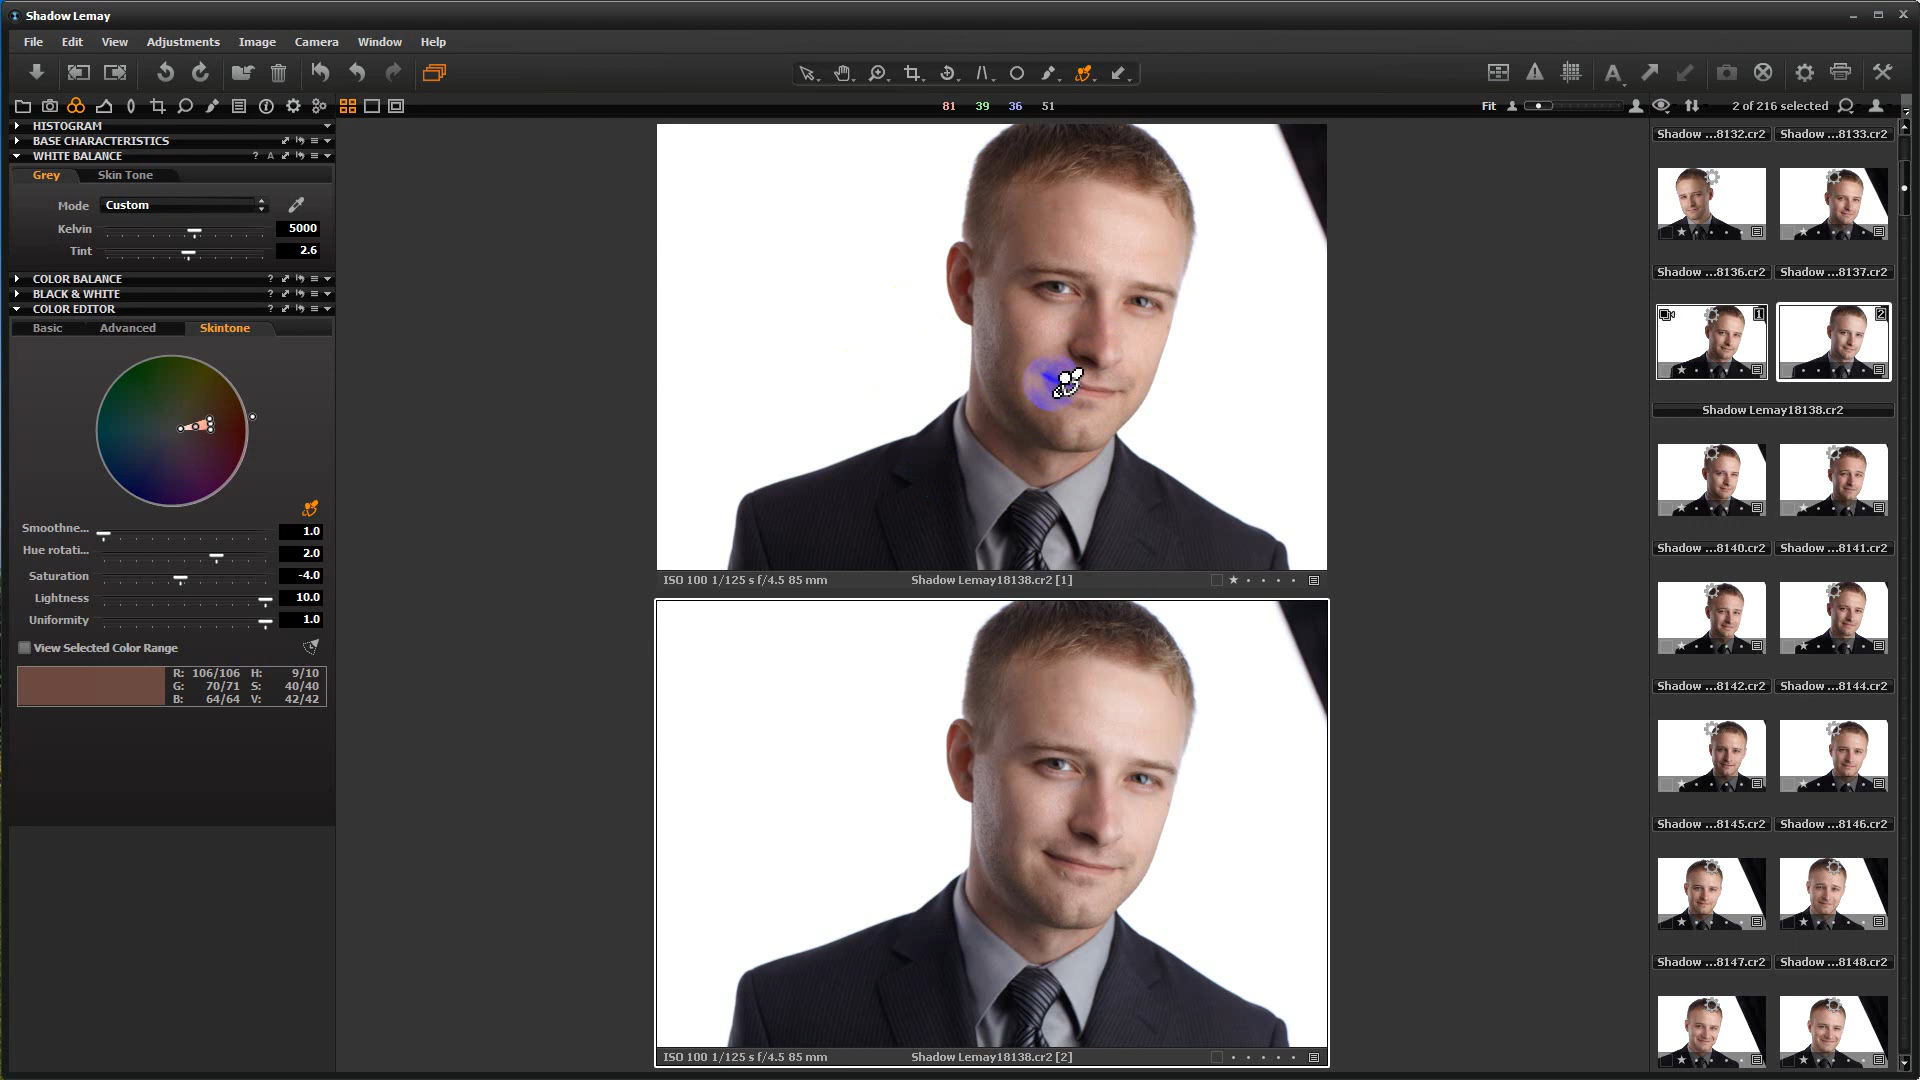 Shadow Lemay
File Edit View Adjustments Image Camera Window Help
81 39 36 51
Fit
2 of 216 selected
HISTOGRAM
BASE CHARACTERISTICS
WHITE BALANCE ? A
Grey Skin Tone
Mode Custom
Kelvin 5000
Tint 2.6
COLOR BALANCE ?
BLACK & WHITE ?
COLOR EDITOR ?
Basic Advanced Skintone
Smoothne... 1.0
Hue rotati... 2.0
Saturation -4.0
Lightness 10.0
Uniformity 1.0
View Selected Color Range
R: 106/106 H: 9/10
G: 70/71 S: 40/40
B: 64/64 V: 42/42
ISO 100 1/125 s f/4.5 85 mm Shadow Lemay18138.cr2 [1]
ISO 100 1/125 s f/4.5 85 mm Shadow Lemay18138.cr2 [2]
Shadow ...8132.cr2 Shadow ...8133.cr2
Shadow ...8136.cr2 Shadow ...8137.cr2
1 2
Shadow Lemay18138.cr2
Shadow ...8140.cr2 Shadow ...8141.cr2
Shadow ...8142.cr2 Shadow ...8144.cr2
Shadow ...8145.cr2 Shadow ...8146.cr2
Shadow ...8147.cr2 Shadow ...8148.cr2